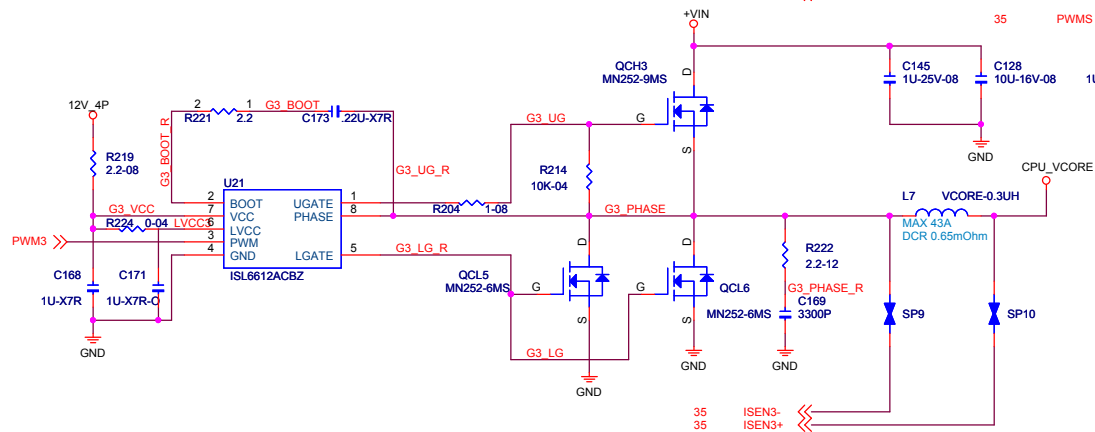 +VIN
35 PWMS
QCH3
MN252-9MS
D
C145
1U-25V-08
C128
10U-16V-08
1U
12V_4P
2 1 G3_BOOT
R221 2.2 C173 .22U-X7R
G3_BOOT_R
G3_UG
G
S
GND
R219
2.2-08
G3_UG_R
R214
10K-04
CPU_VCORE
U21
2 BOOT UGATE 1
7 VCC PHASE 8
6 LVCC
3 PWM
4 GND LGATE 5
ISL6612ACBZ
G3_VCC
R224 0-04 LVCC3
PWM3
R204 1-08
G3_PHASE
L7 VCORE-0.3UH
MAX 43A
DCR 0.65mOhm
G3_LG_R
D
D
R222
2.2-12
C168
1U-X7R
C171
1U-X7R-O
QCL5
MN252-6MS
G
S
G
QCL6
MN252-6MS
S
G3_PHASE_R
C169
3300P
SP9
SP10
GND
G3_LG
GND
GND
GND
35 ISEN3-
35 ISEN3+